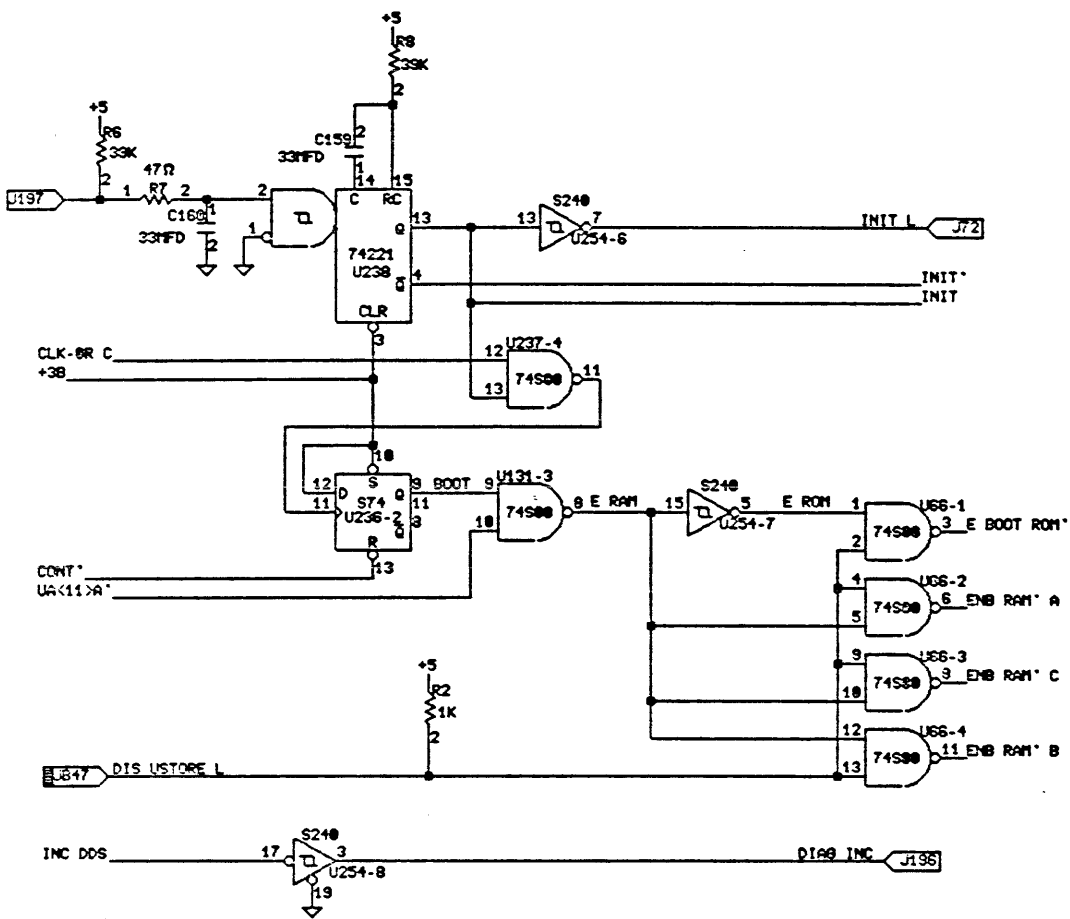 +5
R8
39K
2
+5
R6
39K
2
C159
2
33MFD
1
14
15
47Ω
J197
1
R7
2
2
C RC
C160
1
33MFD
2
1
Q
13
74221
U238
Q
4
CLR
3
S240
13
7
U254-6
INIT L
J72
INIT'
INIT
CLK-8R C
+3B
U237-4
12
74S00
11
13
10
12
D
S
Q
9
BOOT
9
U131-3
11
S74
11
U236-2
Q
8
R
13
74S00
8
E RAM
10
CONT'
UA<11>A'
15
S240
5
E ROM
U254-7
1
U66-1
74S00
3
E BOOT ROM'
2
4
U66-2
74S00
6
ENB RAM' A
5
9
U66-3
74S00
8
ENB RAM' C
10
12
U66-4
74S00
11
ENB RAM' B
13
+5
R2
1K
2
DIS USTORE L
INC DDS
17
S240
3
U254-8
19
DIAG INC
J196